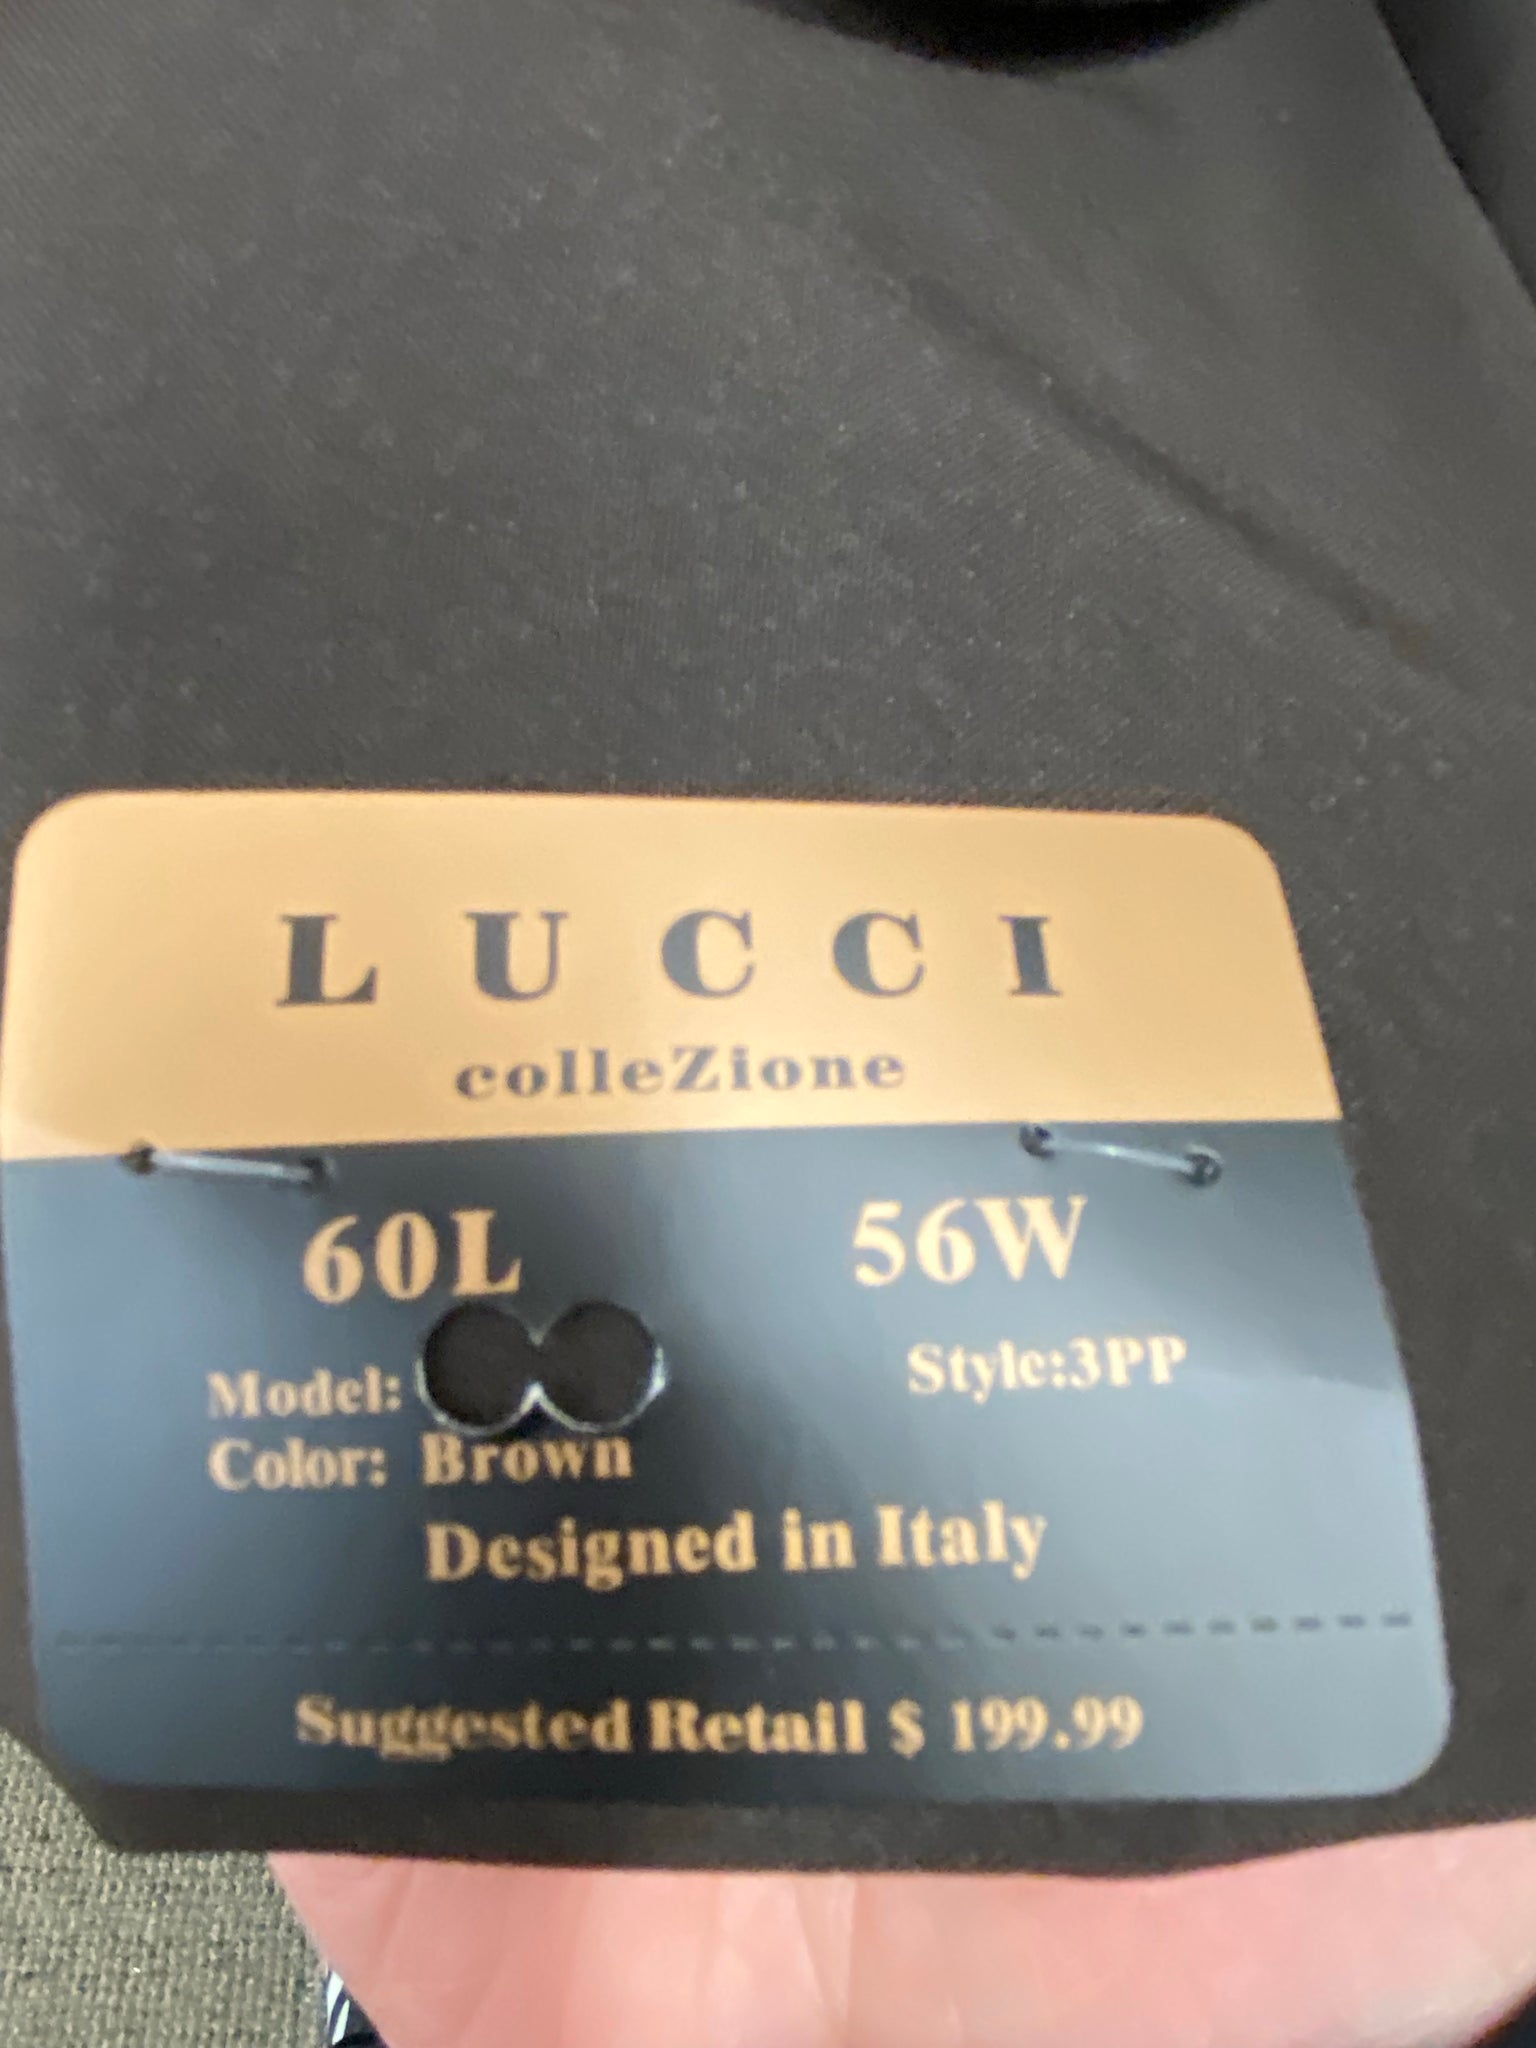 LUCCI
colleZione
60L 56W
Model: Style:3PP
Color: Brown
Designed in Italy
Suggested Retail $ 199.99